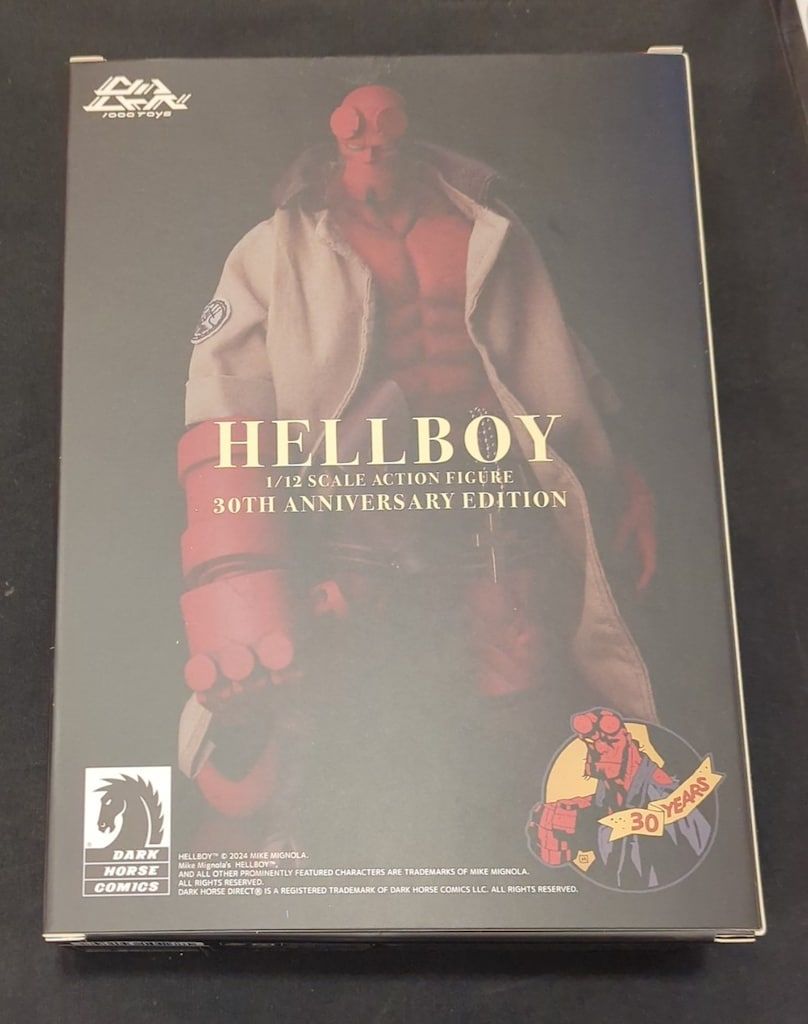 1000TOYS
HELLBOY
1/12 SCALE ACTION FIGURE
30TH ANNIVERSARY EDITION
30 YEARS
DARK
HORSE
COMICS
HELLBOY™ © 2024 MIKE MIGNOLA.
Mike Mignola's HELLBOY™,
AND ALL OTHER PROMINENTLY FEATURED CHARACTERS ARE TRADEMARKS OF MIKE MIGNOLA.
ALL RIGHTS RESERVED.
DARK HORSE DIRECT® IS A REGISTERED TRADEMARK OF DARK HORSE COMICS LLC. ALL RIGHTS RESERVED.